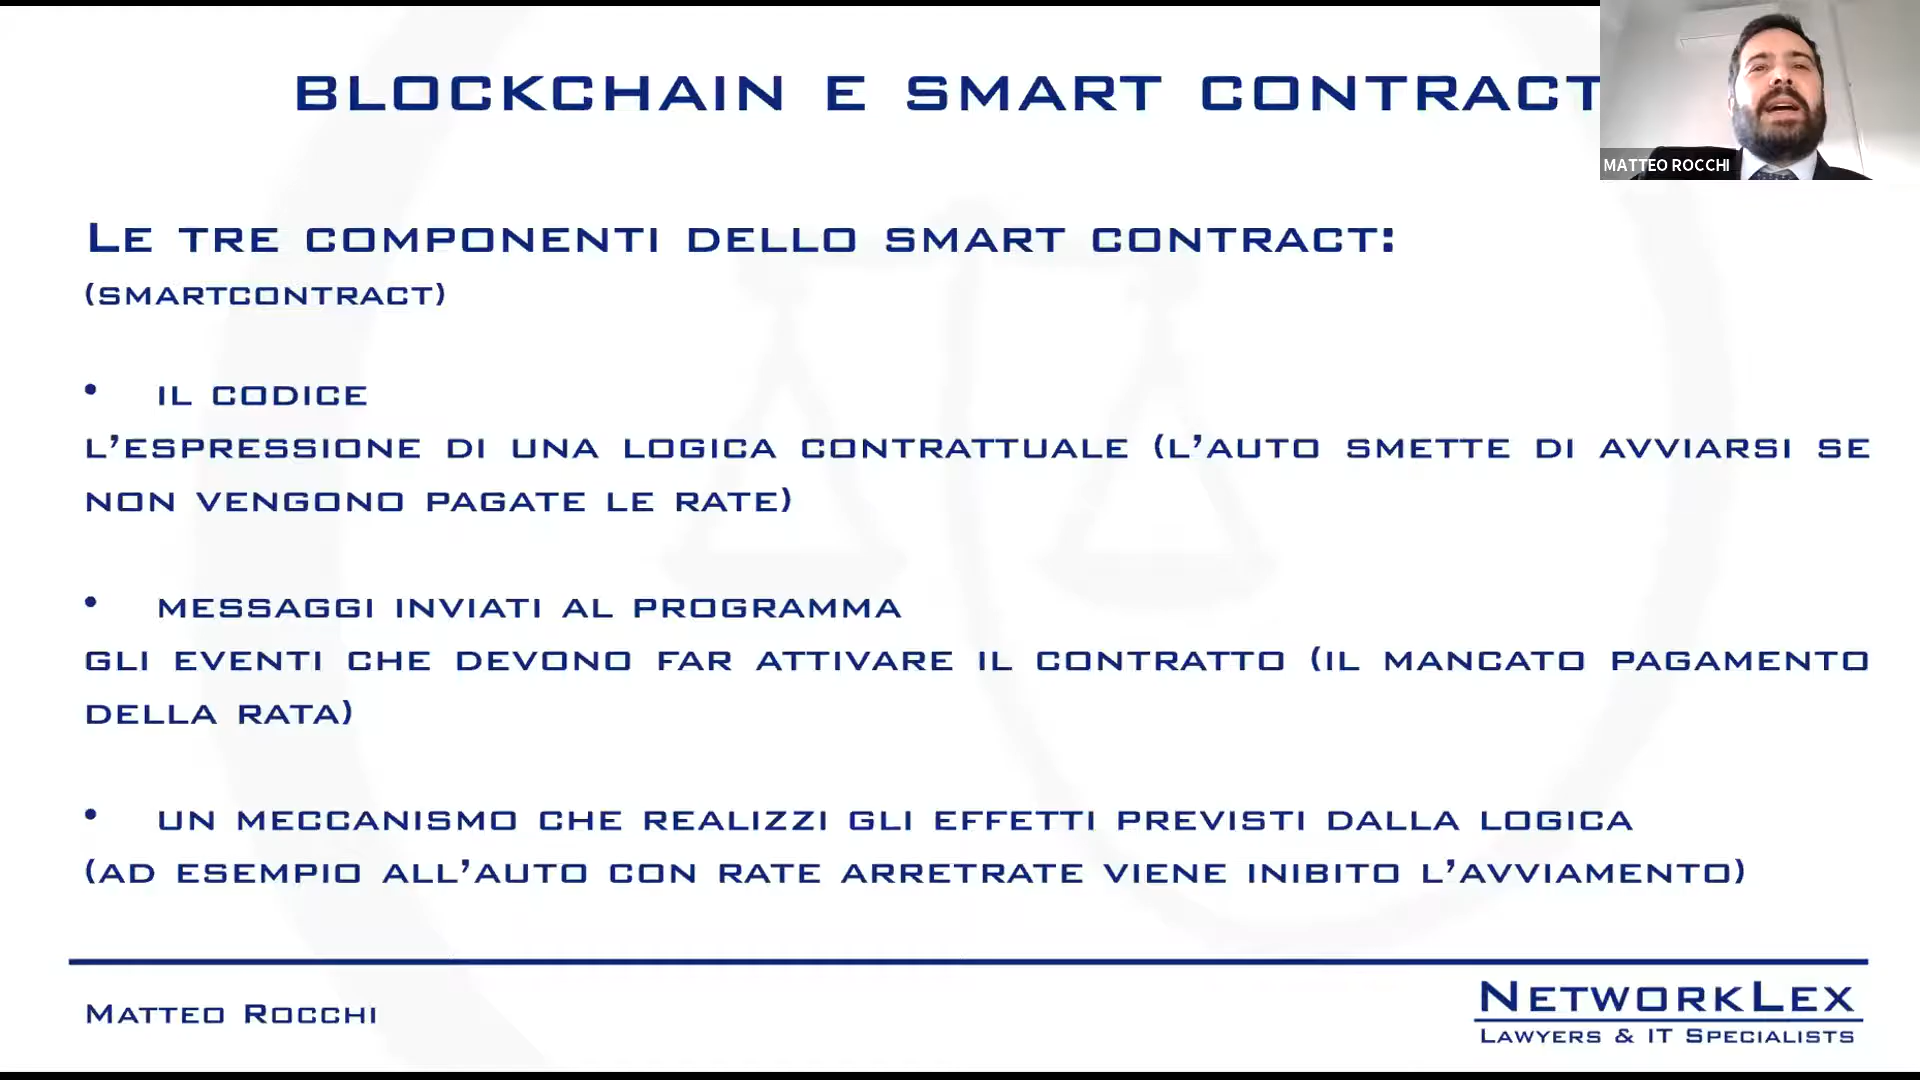 BLOCKCHAIN E SMART CONTRACT
MATTEO ROCCHI
LE TRE COMPONENTI DELLO SMART CONTRACT:
(SMARTCONTRACT)
• IL CODICE
L'ESPRESSIONE DI UNA LOGICA CONTRATTUALE (L'AUTO SMETTE DI AVVIARSI SE
NON VENGONO PAGATE LE RATE)
• MESSAGGI INVIATI AL PROGRAMMA
GLI EVENTI CHE DEVONO FAR ATTIVARE IL CONTRATTO (IL MANCATO PAGAMENTO
DELLA RATA)
• UN MECCANISMO CHE REALIZZI GLI EFFETTI PREVISTI DALLA LOGICA
(AD ESEMPIO ALL'AUTO CON RATE ARRETRATE VIENE INIBITO L'AVVIAMENTO)
MATTEO ROCCHI
NETWORKLEX
LAWYERS & IT SPECIALISTS